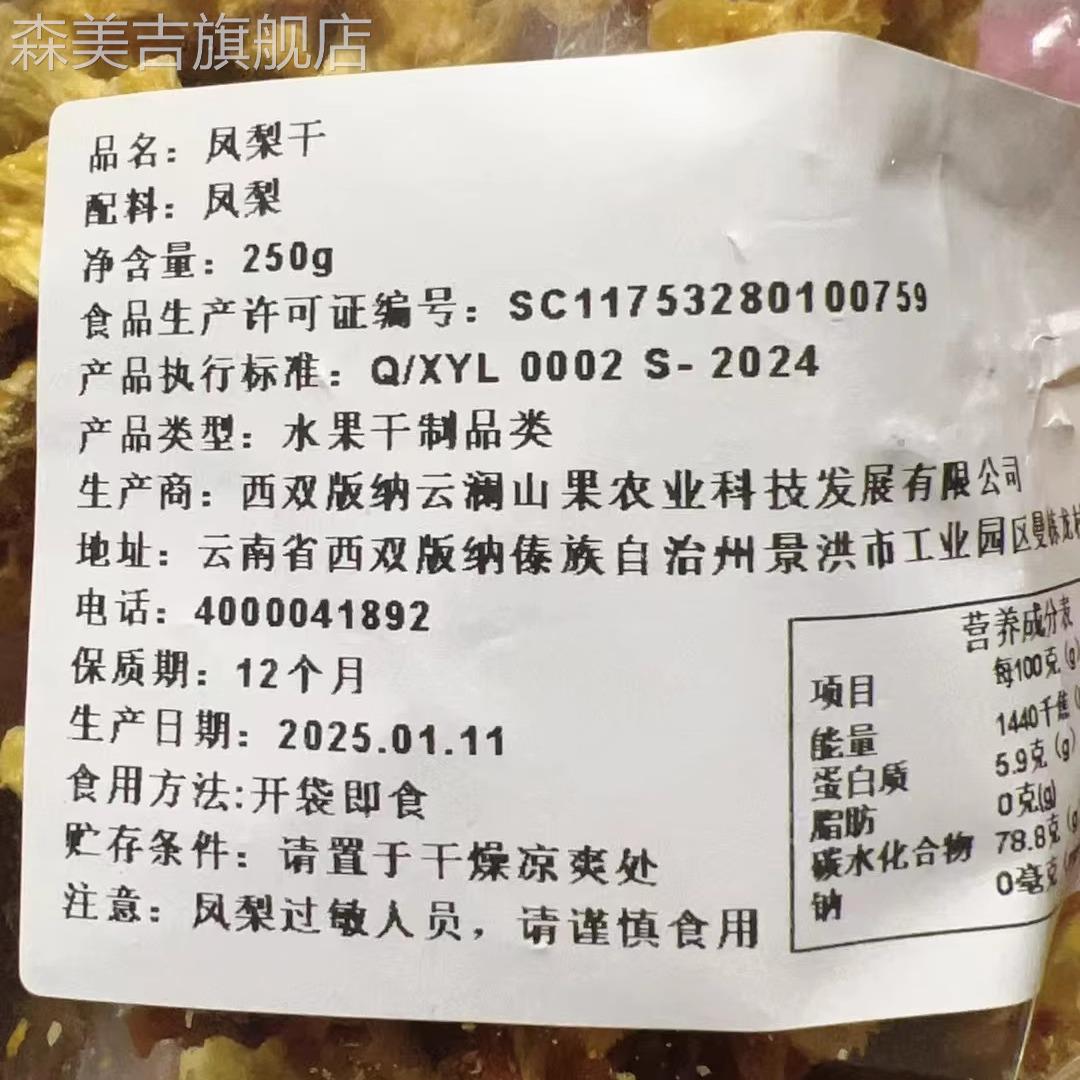 森美吉旗舰店
品名：凤梨干
配料：凤梨
净含量：250g
食品生产许可证编号：SC11753280100759
产品执行标准：Q/XYL 0002 S- 2024
产品类型：水果干制品类
生产商：西双版纳云澜山果农业科技发展有限公司
地址：云南省西双版纳傣族自治州景洪市工业园区曼
电话：4000041892
保质期：12个月
生产日期：2025.01.11
食用方法:开袋即食
贮存条件：请置于干燥凉爽处
注意：凤梨过敏人员，请谨慎食用
营养成分表
项目 每100克(g)
能量 1440千焦
蛋白质 5.9克(g)
脂肪 0克(g)
碳水化合物 78.8克(g)
钠 0毫克